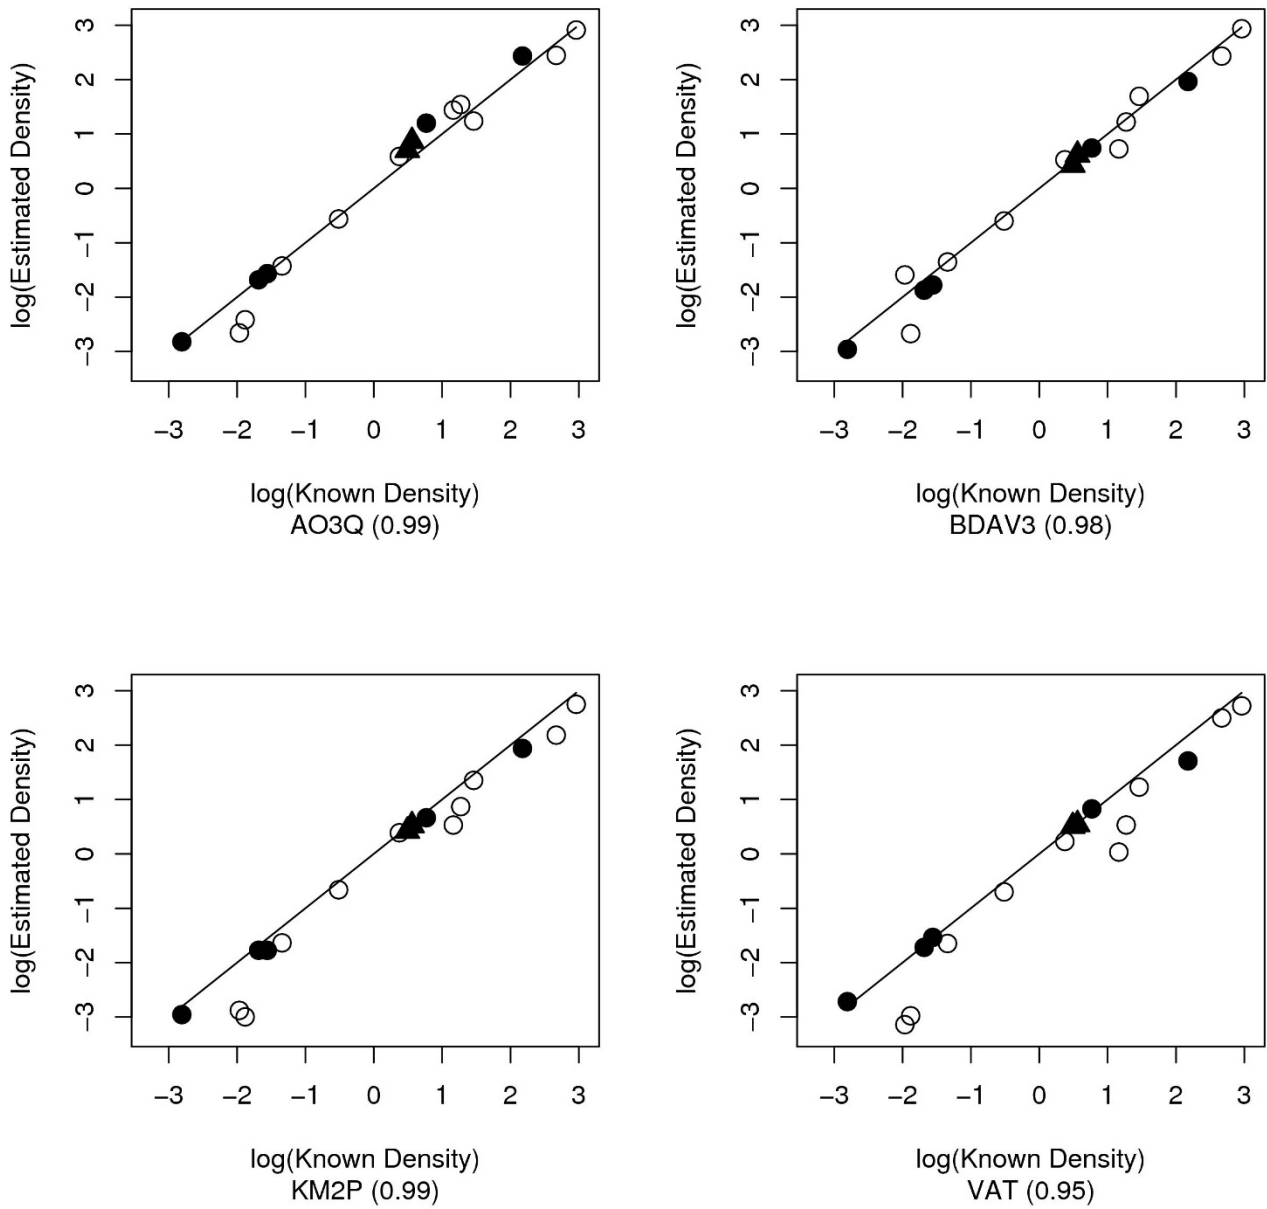 3
2
1
0
−1
−2
−3
log(Estimated Density)
−3 −2 −1 0 1 2 3
log(Known Density)
AO3Q (0.99)
3
2
1
0
−1
−2
−3
log(Estimated Density)
−3 −2 −1 0 1 2 3
log(Known Density)
BDAV3 (0.98)
3
2
1
0
−1
−2
−3
log(Estimated Density)
−3 −2 −1 0 1 2 3
log(Known Density)
KM2P (0.99)
3
2
1
0
−1
−2
−3
log(Estimated Density)
−3 −2 −1 0 1 2 3
log(Known Density)
VAT (0.95)